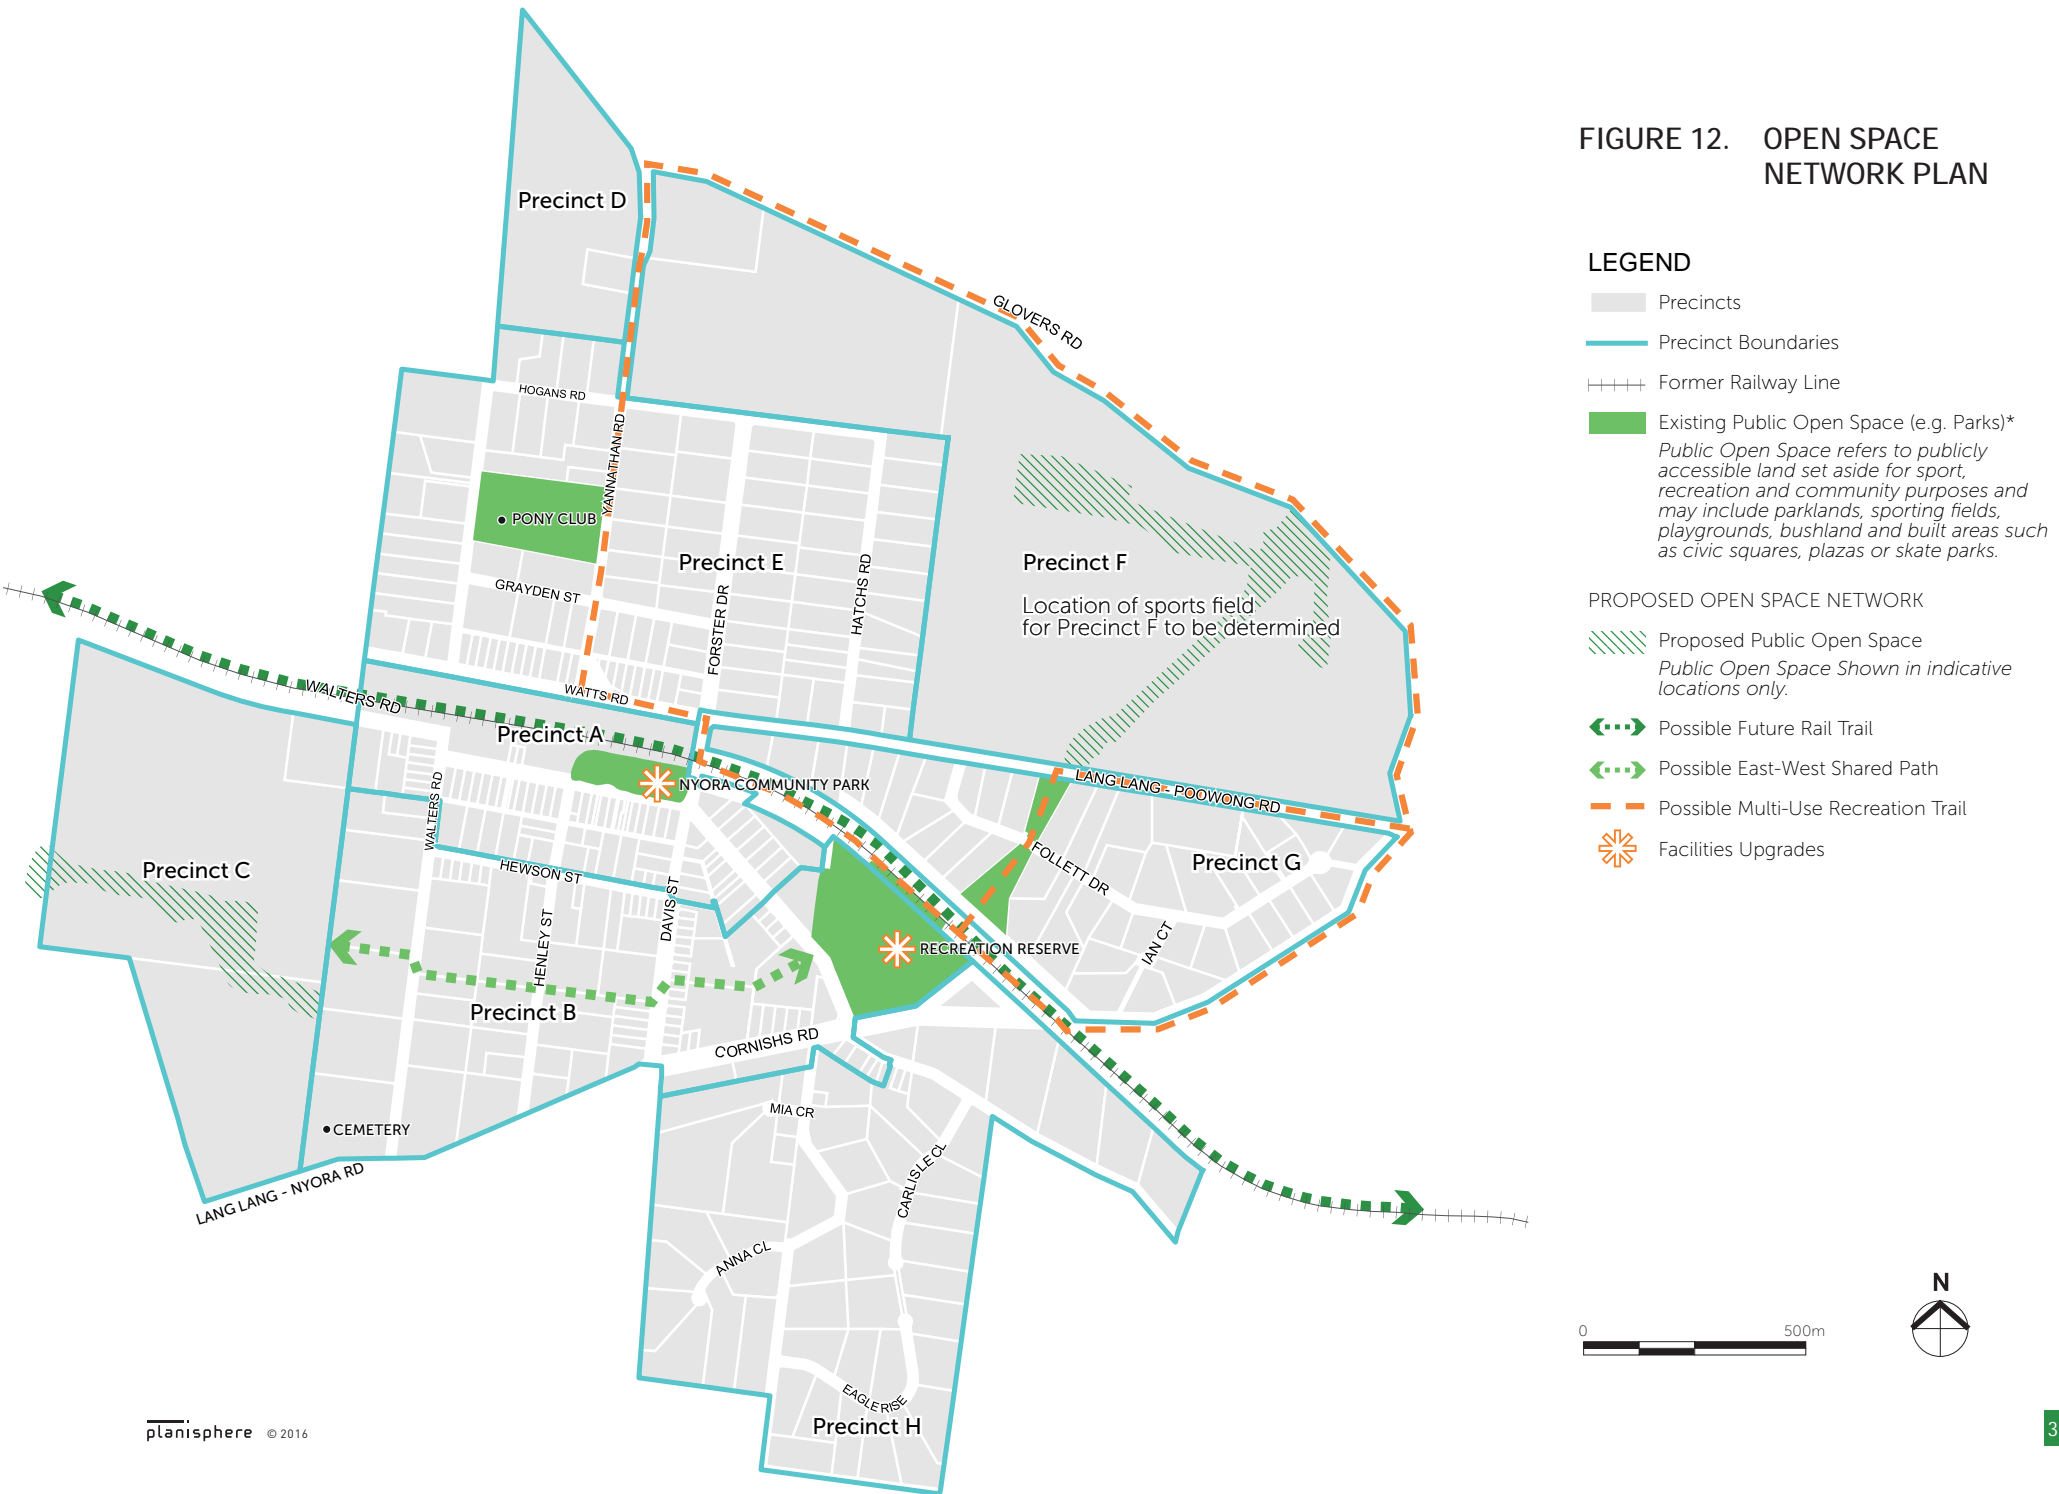 FIGURE 12. OPEN SPACE
NETWORK PLAN
LEGEND
Precincts
Precinct Boundaries
Former Railway Line
Existing Public Open Space (e.g. Parks)*
Public Open Space refers to publicly
accessible land set aside for sport,
recreation and community purposes and
may include parklands, sporting fields,
playgrounds, bushland and built areas such
as civic squares, plazas or skate parks.
PROPOSED OPEN SPACE NETWORK
Proposed Public Open Space
Public Open Space Shown in indicative
locations only.
Possible Future Rail Trail
Possible East-West Shared Path
Possible Multi-Use Recreation Trail
Facilities Upgrades
Precinct D
GLOVERS RD
HOGANS RD
YANNATHAN RD
PONY CLUB
Precinct E
Precinct F
Location of sports field
for Precinct F to be determined
GRAYDEN ST
FORSTER DR
HATCHS RD
WALTERS RD
WATTS RD
Precinct A
NYORA COMMUNITY PARK
LANG LANG - POOWONG RD
WALTERS RD
Precinct C
HEWSON ST
FOLLETT DR
Precinct G
DAVIS ST
HENLEY ST
RECREATION RESERVE
IAN CT
Precinct B
CORNISHS RD
MIA CR
CEMETERY
CARLISLE CL
LANG LANG - NYORA RD
ANNA CL
EAGLE RISE
Precinct H
N
0 500m
planisphere © 2016
3